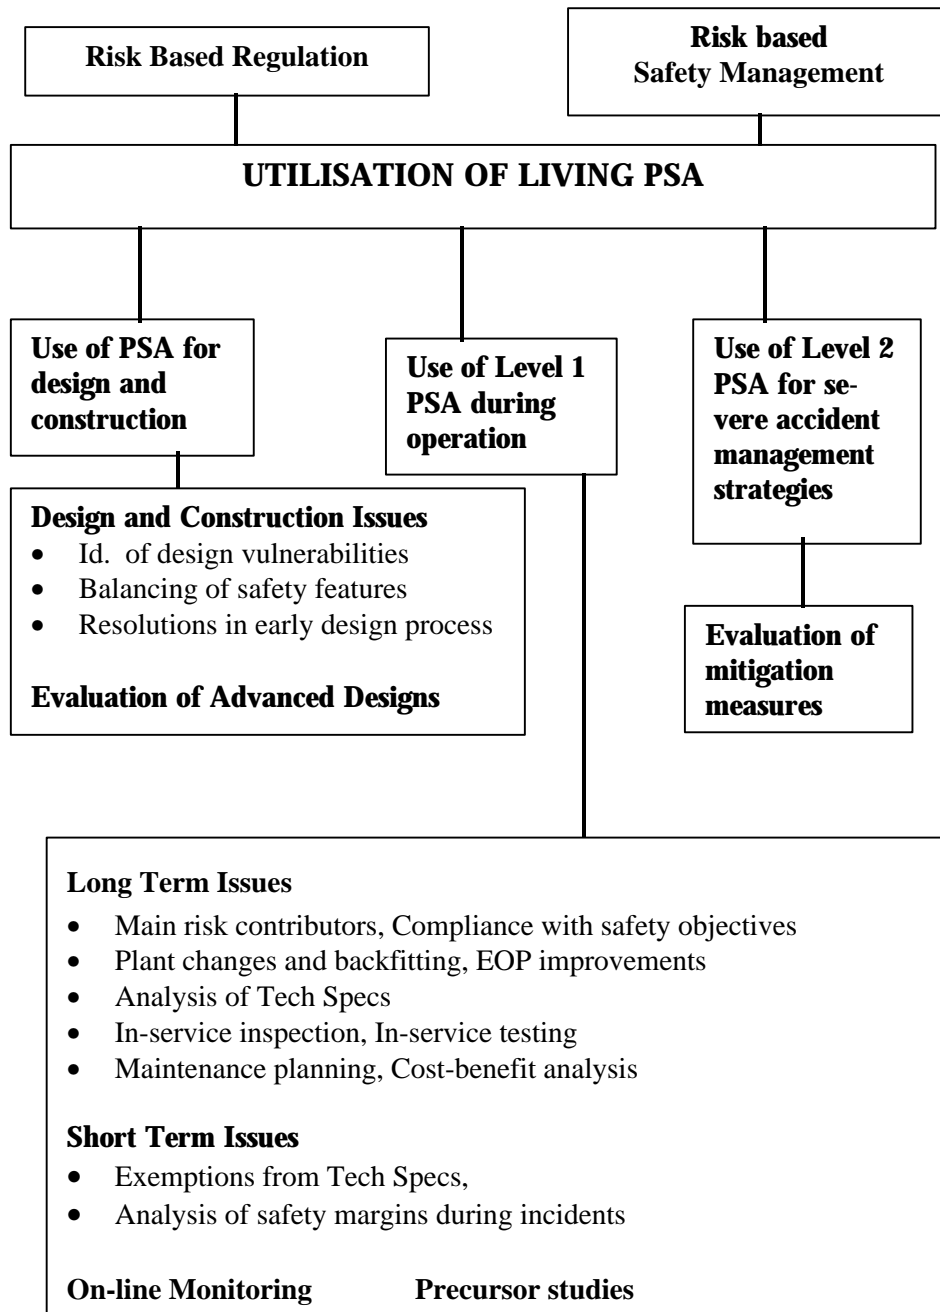 Risk Based Regulation
Risk based
Safety Management
UTILISATION OF LIVING PSA
Use of PSA for
design and
construction
Use of Level 1
PSA during
operation
Use of Level 2
PSA for se-
vere accident
management
strategies
Design and Construction Issues
• Id. of design vulnerabilities
• Balancing of safety features
• Resolutions in early design process
Evaluation of Advanced Designs
Evaluation of
mitigation
measures
Long Term Issues
• Main risk contributors, Compliance with safety objectives
• Plant changes and backfitting, EOP improvements
• Analysis of Tech Specs
• In-service inspection, In-service testing
• Maintenance planning, Cost-benefit analysis
Short Term Issues
• Exemptions from Tech Specs,
• Analysis of safety margins during incidents
On-line Monitoring Precursor studies